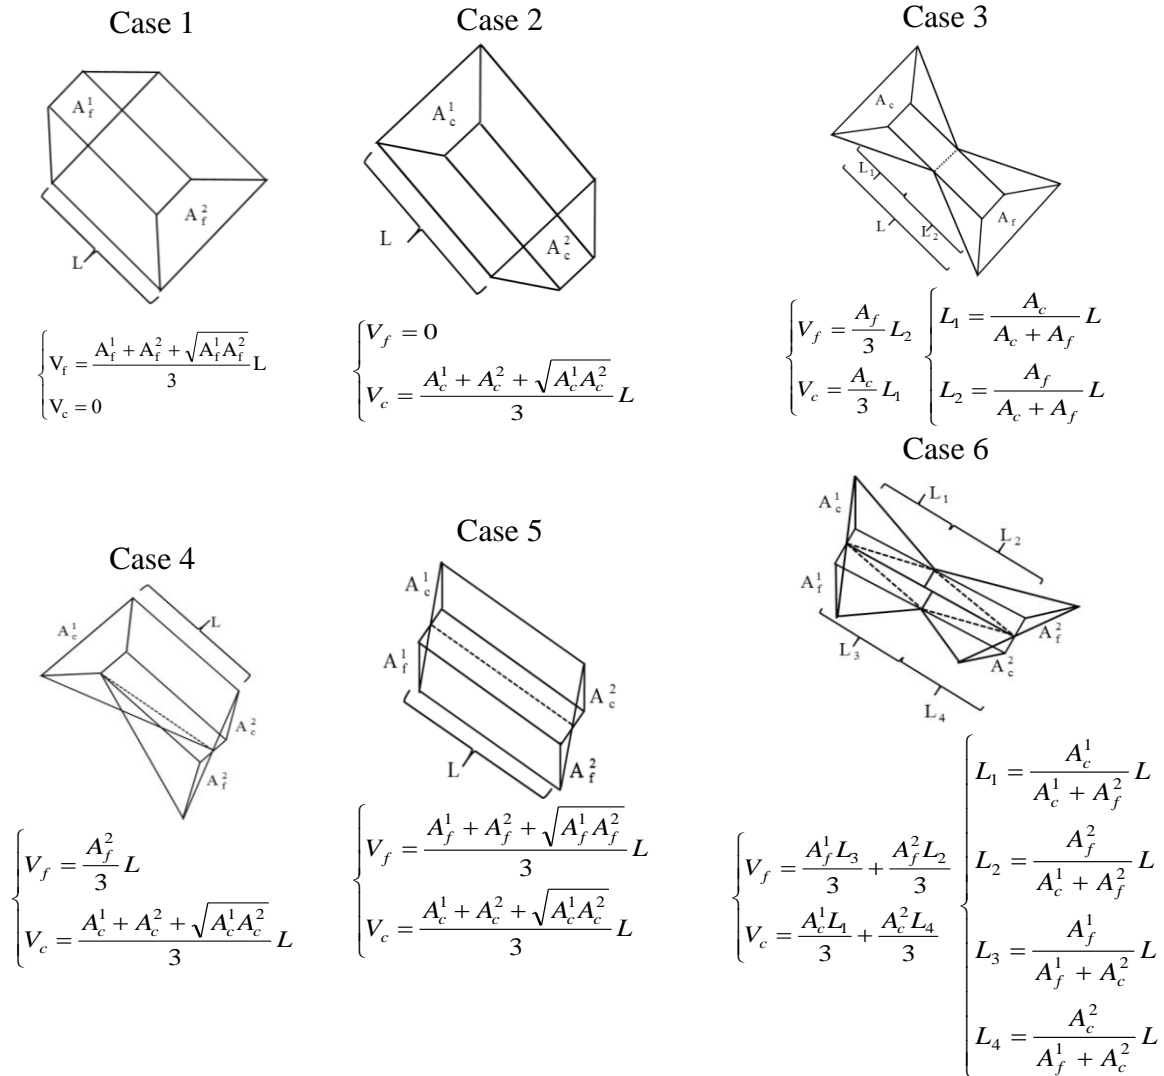 Case 1
A_f^1
A_f^2
L
V_f = (A_f^1 + A_f^2 + √(A_f^1 A_f^2))/3 L
V_c = 0
Case 2
A_c^1
L
A_c^2
V_f = 0
V_c = (A_c^1 + A_c^2 + √(A_c^1 A_c^2))/3 L
Case 3
A_c
L_1
L
L_2
A_f
V_f = A_f/3 L_2
V_c = A_c/3 L_1
L_1 = A_c/(A_c + A_f) L
L_2 = A_f/(A_c + A_f) L
Case 4
L
A_c^1
A_c^2
A_f^2
V_f = A_f^2/3 L
V_c = (A_c^1 + A_c^2 + √(A_c^1 A_c^2))/3 L
Case 5
A_c^1
A_f^1
A_c^2
L
A_f^2
V_f = (A_f^1 + A_f^2 + √(A_f^1 A_f^2))/3 L
V_c = (A_c^1 + A_c^2 + √(A_c^1 A_c^2))/3 L
Case 6
A_c^1
L_1
L_2
A_f^1
A_f^2
L_3
A_c^2
L_4
V_f = A_f^1 L_3/3 + A_f^2 L_2/3
V_c = A_c^1 L_1/3 + A_c^2 L_4/3
L_1 = A_c^1/(A_c^1 + A_f^2) L
L_2 = A_f^2/(A_c^1 + A_f^2) L
L_3 = A_f^1/(A_f^1 + A_c^2) L
L_4 = A_c^2/(A_f^1 + A_c^2) L